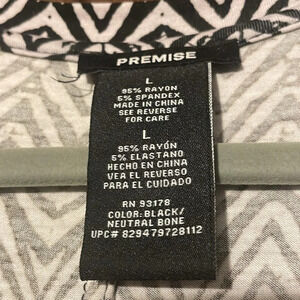 PREMISE
L
95% RAYON
5% SPANDEX
MADE IN CHINA
SEE REVERSE
FOR CARE
L
95% RAYÓN
5% ELASTANO
HECHO EN CHINA
VEA EL REVERSO
PARA EL CUIDADO
RN 93178
COLOR: BLACK/
NEUTRAL BONE
UPC# 829479728112